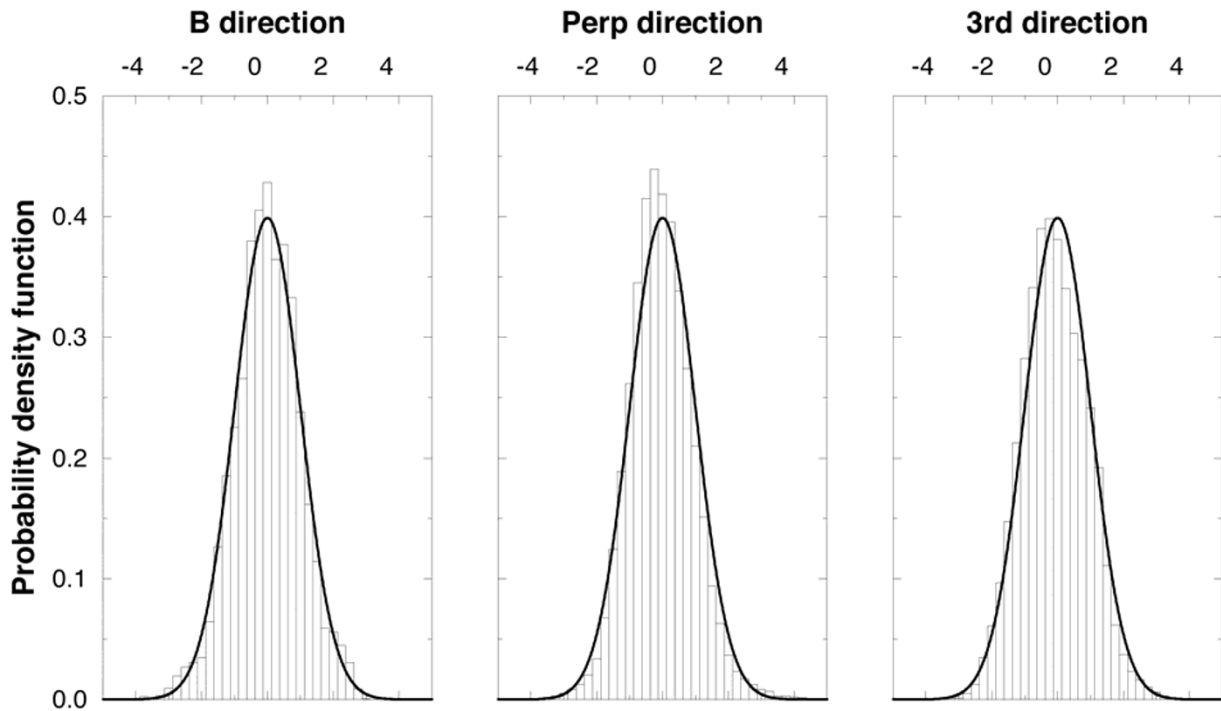 B direction Perp direction 3rd direction
-4 -2 0 2 4 -4 -2 0 2 4 -4 -2 0 2 4
0.5
0.4
0.3
0.2
0.1
0.0
Probability density function